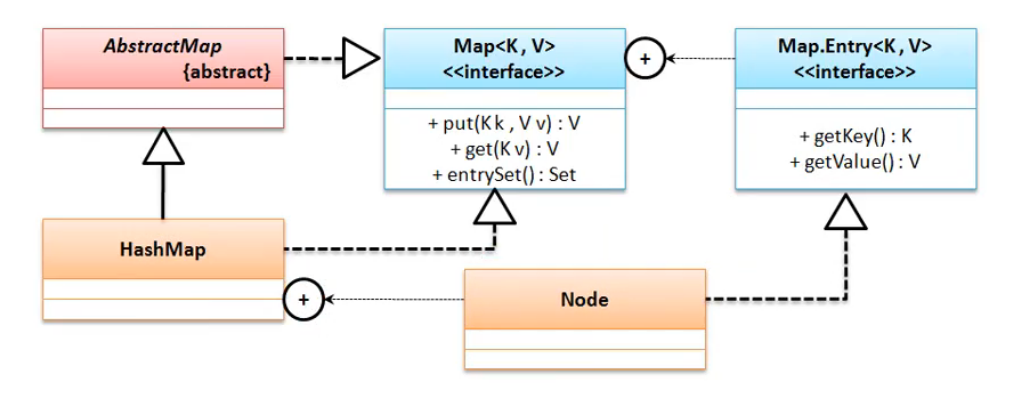 AbstractMap
{abstract}
Map<K, V>
<<interface>>
+ put(K k , V v) : V
+ get(K v) : V
+ entrySet() : Set
+
Map.Entry<K, V>
<<interface>>
+ getKey() : K
+ getValue() : V
HashMap
+
Node